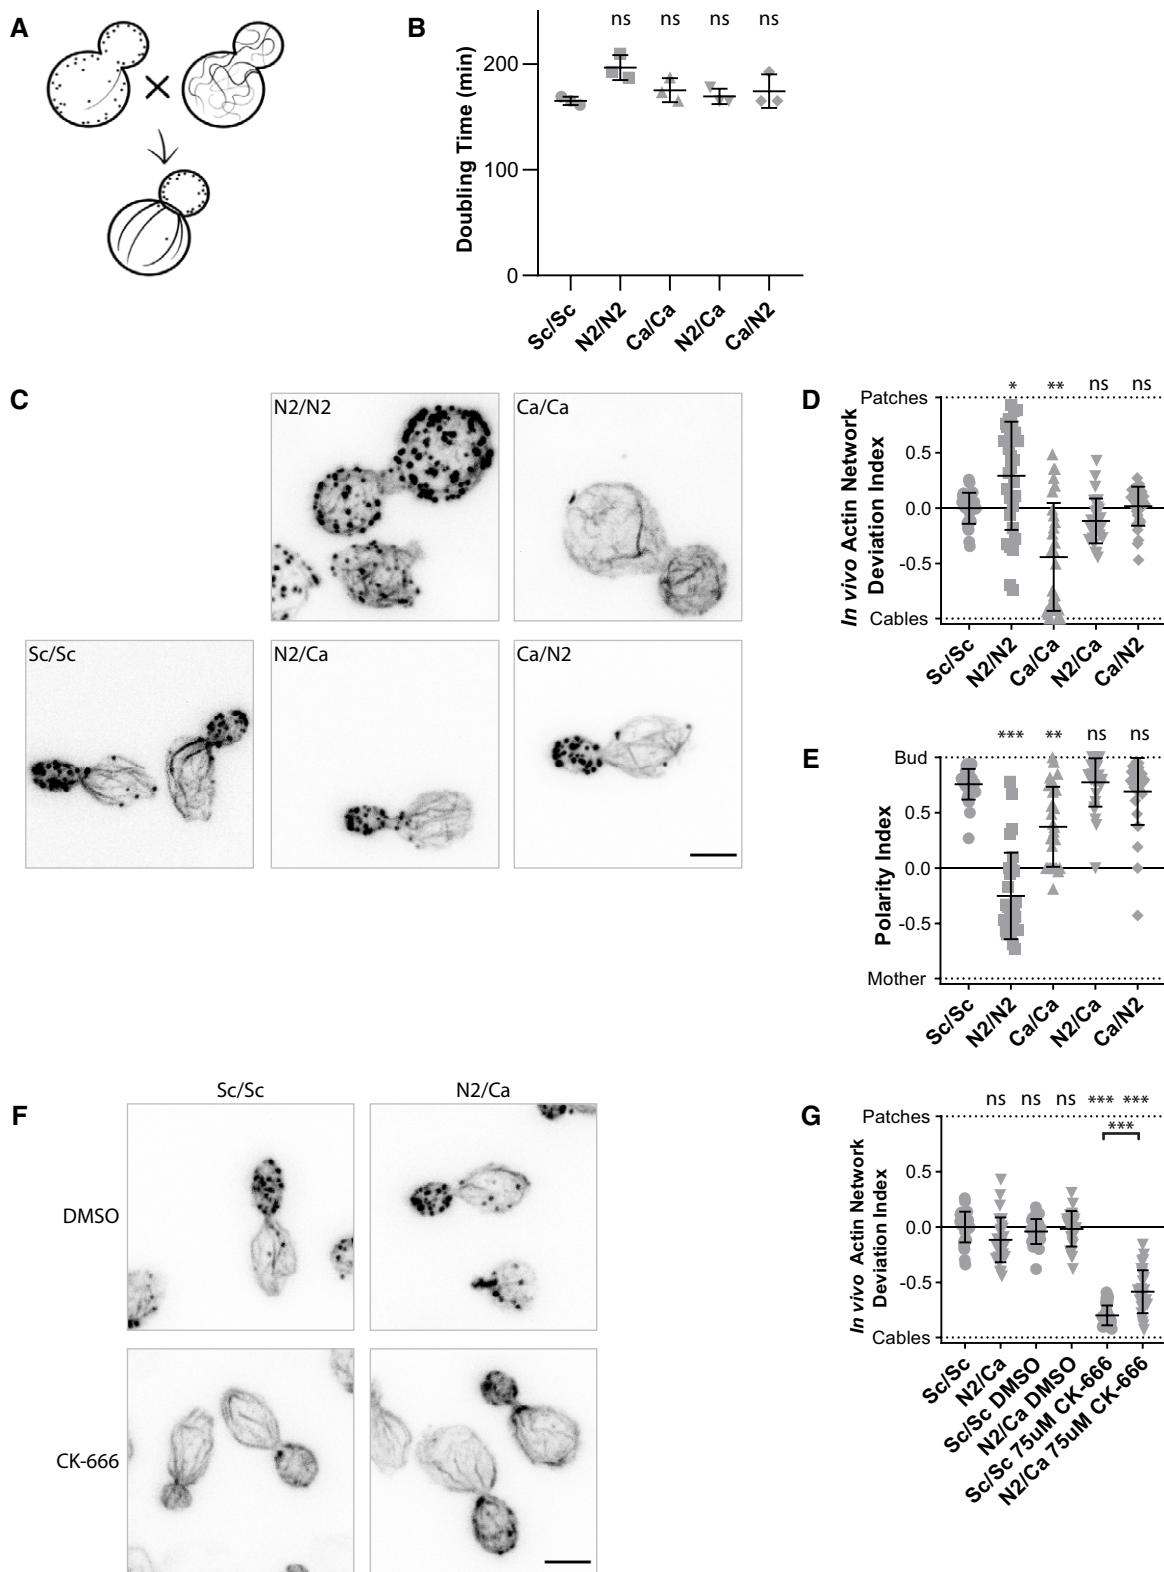 A
B
Doubling Time (min)
200
100
0
ns ns ns ns
Sc/Sc
N2/N2
Ca/Ca
N2/Ca
Ca/N2
C
N2/N2
Ca/Ca
Sc/Sc
N2/Ca
Ca/N2
D
In vivo Actin Network
Deviation Index
* ** ns ns
Patches
0.5
0.0
-0.5
Cables
Sc/Sc
N2/N2
Ca/Ca
N2/Ca
Ca/N2
E
Polarity Index
*** ** ns ns
Bud
0.5
0.0
-0.5
Mother
Sc/Sc
N2/N2
Ca/Ca
N2/Ca
Ca/N2
F
Sc/Sc
N2/Ca
DMSO
CK-666
G
In vivo Actin Network
Deviation Index
ns ns ns *** ***
***
Patches
0.5
0.0
-0.5
Cables
Sc/Sc
N2/Ca
Sc/Sc DMSO
N2/Ca DMSO
Sc/Sc 75uM CK-666
N2/Ca 75uM CK-666